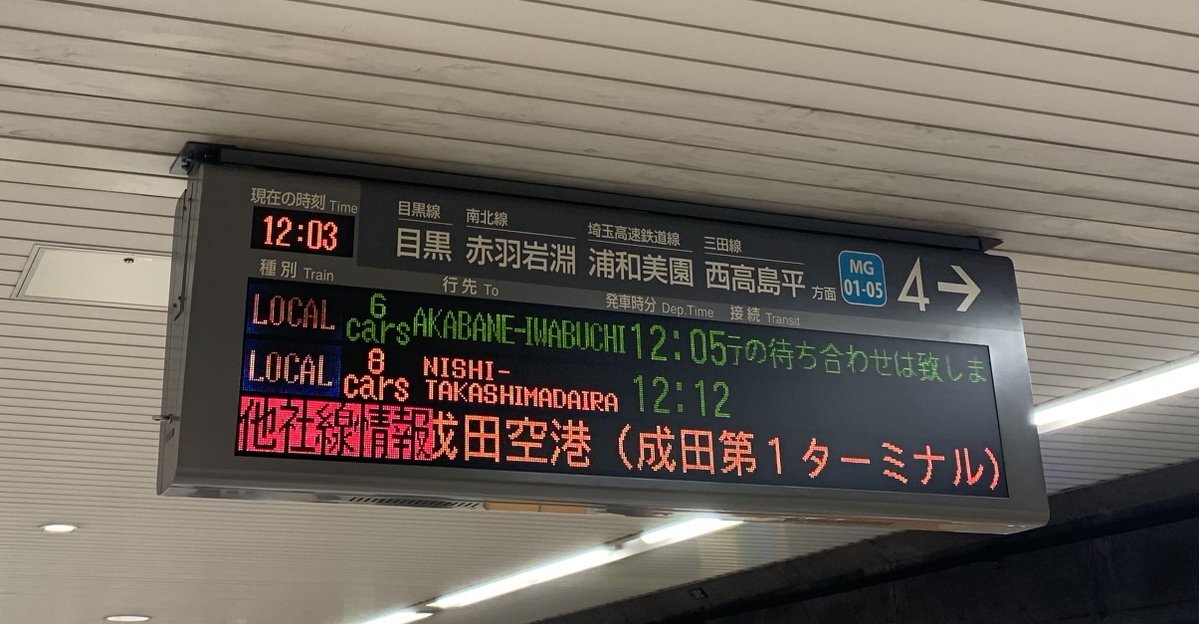 現在の時刻 Time
12:03
目黒線 南北線 埼玉高速鉄道線 三田線
目黒 赤羽岩淵 浦和美園 西高島平 方面
MG
01-05
4→
種別 Train 行先 To 発車時分 Dep.Time 接続 Transit
LOCAL 6 cars AKABANE-IWABUCHI 12:05 の待ち合わせは致しま
LOCAL 8 cars NISHI-TAKASHIMADAIRA 12:12
他社線情報 成田空港（成田第1ターミナル）